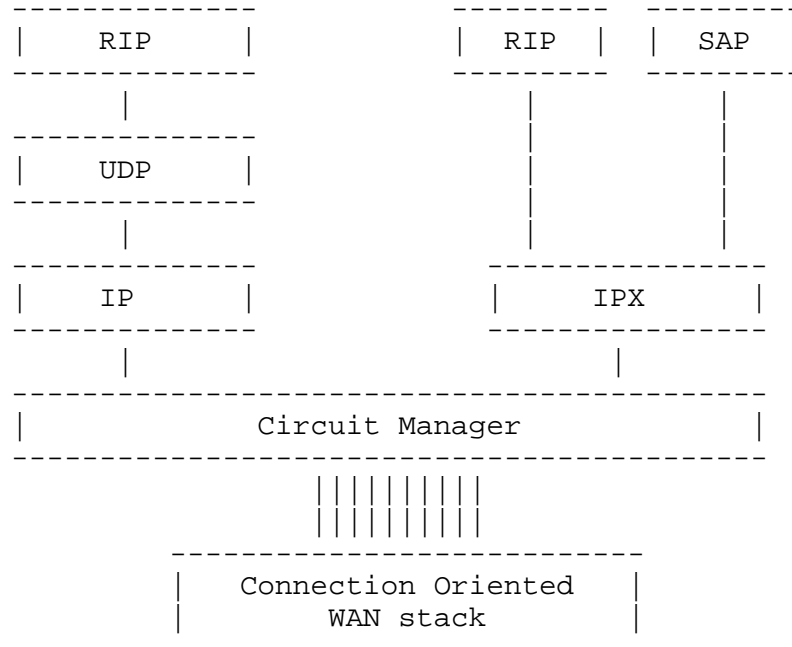 RIP RIP SAP
UDP
IP IPX
Circuit Manager
Connection Oriented
WAN stack